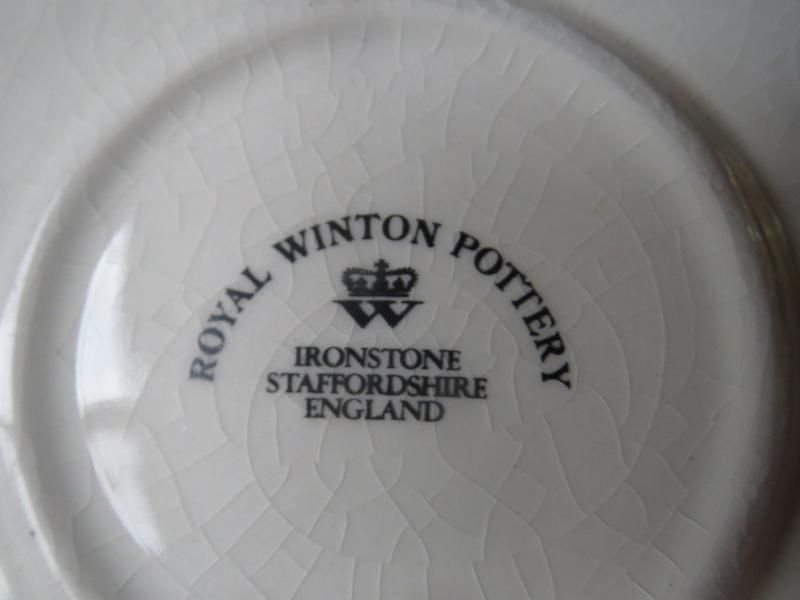 ROYAL WINTON POTTERY
W
IRONSTONE
STAFFORDSHIRE
ENGLAND